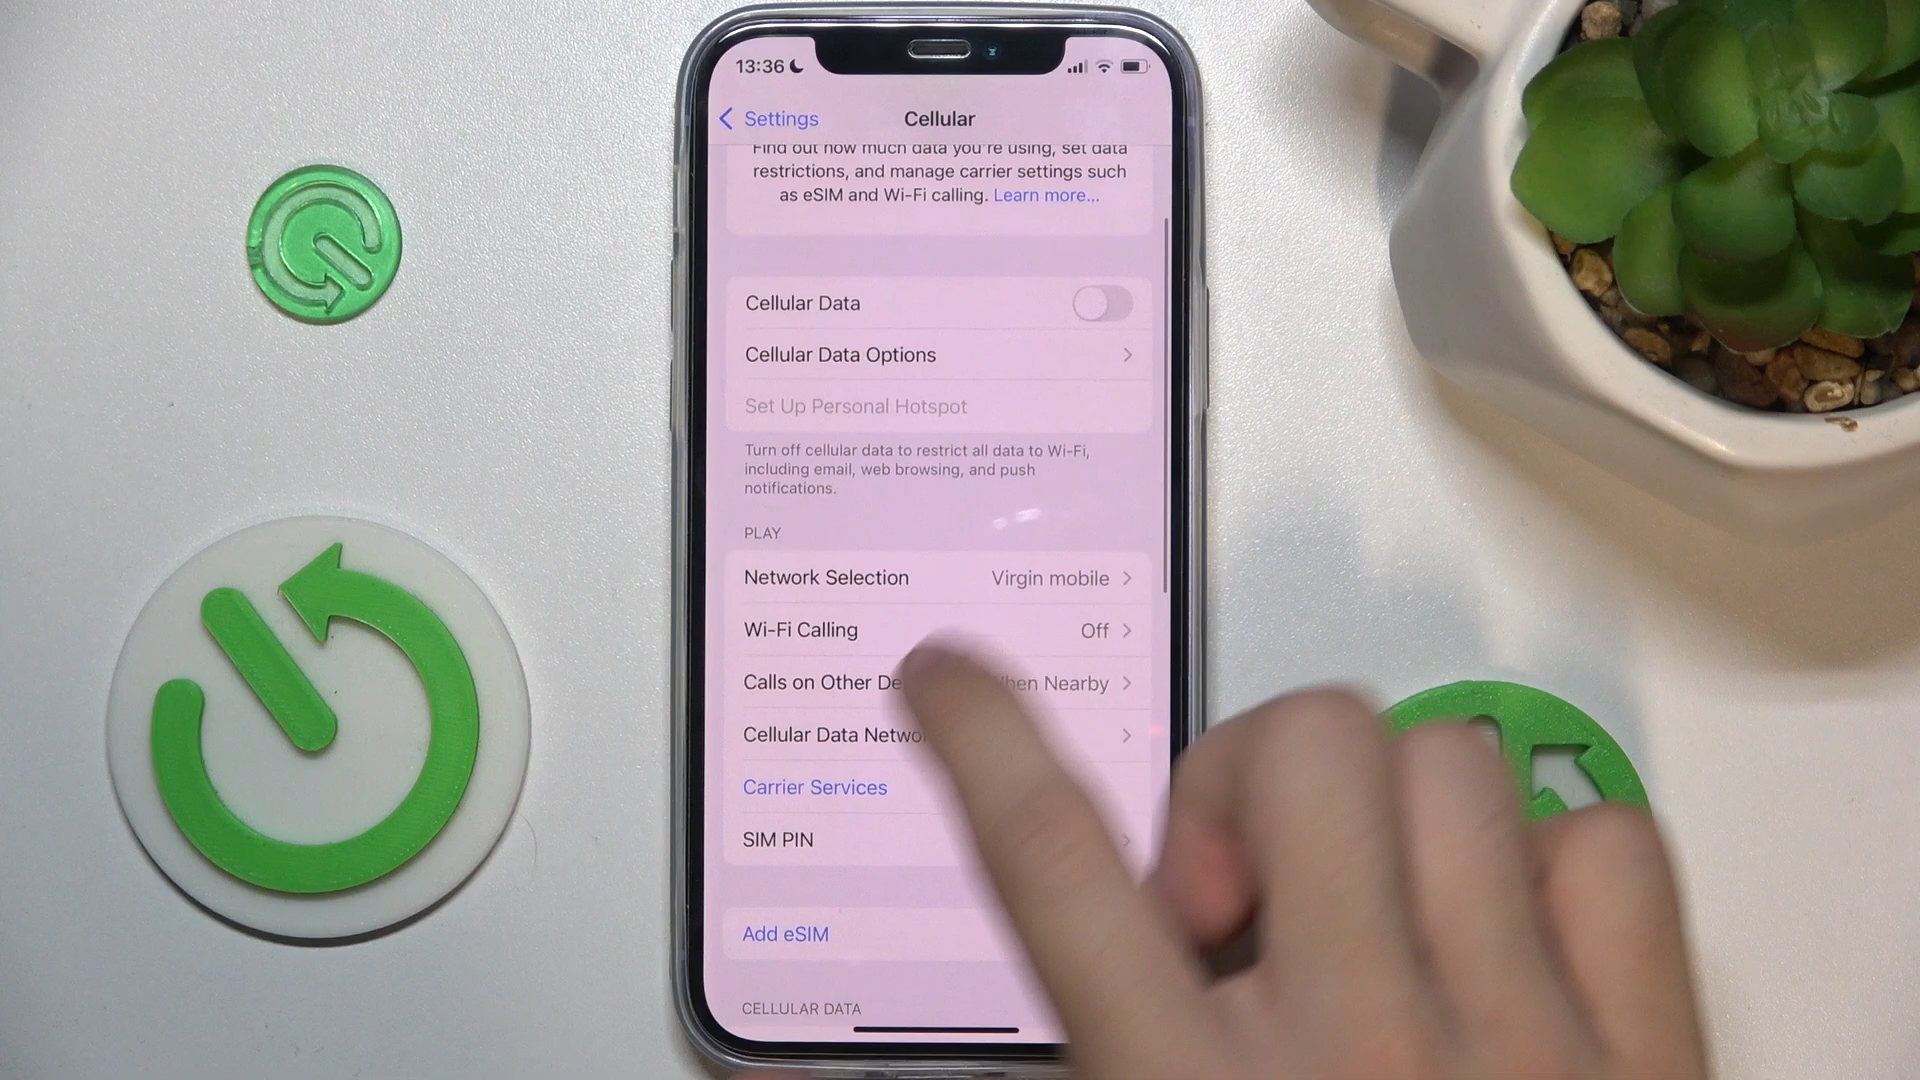 13:36
Settings
Cellular
Find out how much data you're using, set data
restrictions, and manage carrier settings such
as eSIM and Wi-Fi calling. Learn more...
Cellular Data
Cellular Data Options
Set Up Personal Hotspot
Turn off cellular data to restrict all data to Wi-Fi,
including email, web browsing, and push
notifications.
PLAY
Network Selection Virgin mobile
Wi-Fi Calling Off
Calls on Other Nearby
Cellular Data
Carrier Services
SIM PIN
Add eSIM
CELLULAR DATA